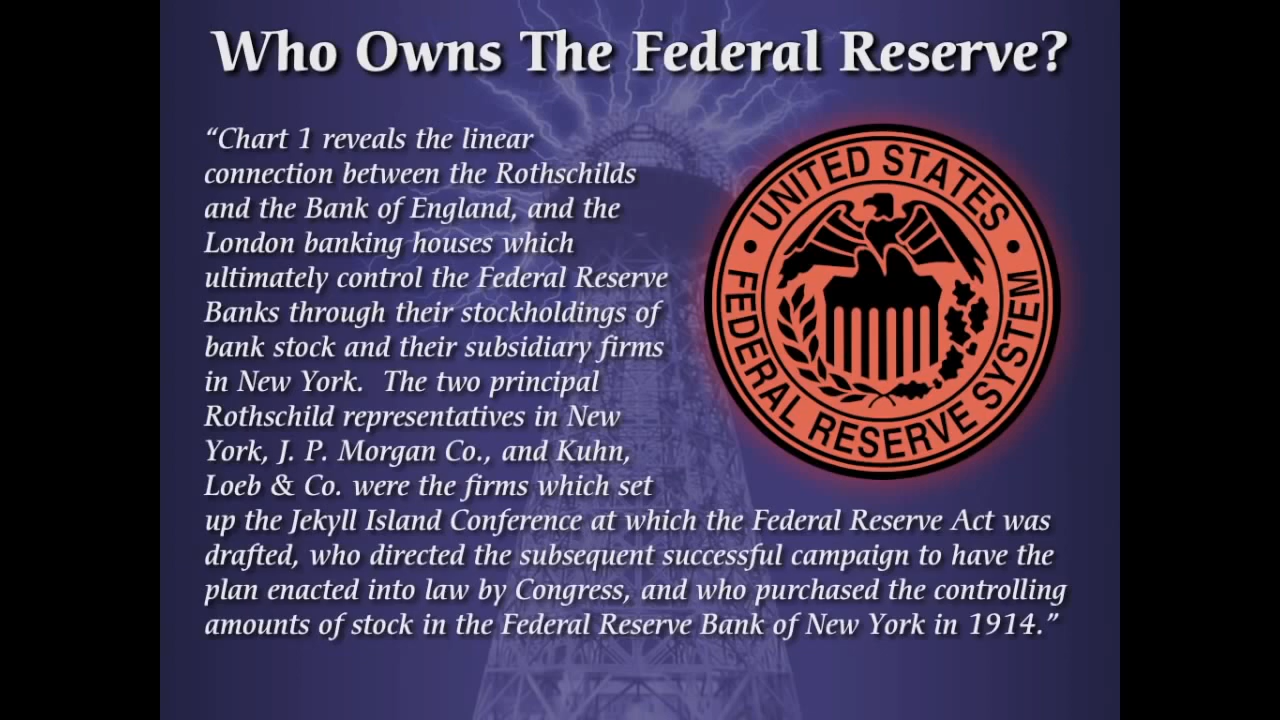 Who Owns The Federal Reserve?
“Chart 1 reveals the linear
connection between the Rothschilds
and the Bank of England, and the
London banking houses which
ultimately control the Federal Reserve
Banks through their stockholdings of
bank stock and their subsidiary firms
in New York.  The two principal
Rothschild representatives in New
York, J. P. Morgan Co., and Kuhn,
Loeb & Co. were the firms which set
up the Jekyll Island Conference at which the Federal Reserve Act was
drafted, who directed the subsequent successful campaign to have the
plan enacted into law by Congress, and who purchased the controlling
amounts of stock in the Federal Reserve Bank of New York in 1914.”
UNITED STATES
FEDERAL RESERVE SYSTEM